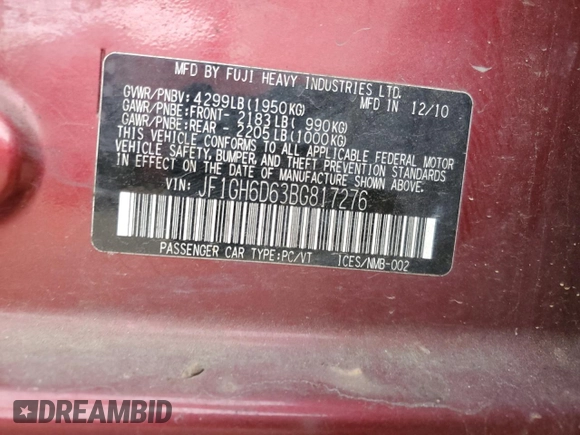 MFD BY FUJI HEAVY INDUSTRIES LTD.
GVWR/PNBV: 4299LB(1950KG) MFD IN 12/10
GAWR/PNBE:FRONT- 2183LB( 990KG)
GAWR/PNBE:REAR - 2205LB(1000KG)
THIS VEHICLE CONFORMS TO ALL APPLICABLE FEDERAL MOTOR
VEHICLE SAFETY, BUMPER, AND THEFT PREVENTION STANDARDS
IN EFFECT ON THE DATE OF MANUFACTURE SHOWN ABOVE.
VIN: JF1GH6D63BG817276
PASSENGER CAR TYPE:PC/VT ICES/NMB-002
DREAMBID